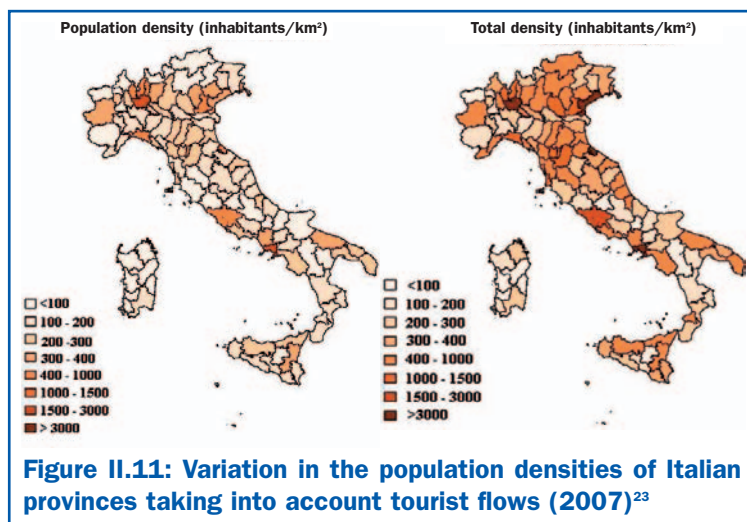 Population density (inhabitants/km²)
Total density (inhabitants/km²)
<100
100 - 200
200 - 300
300 - 400
400 - 1000
1000 - 1500
1500 - 3000
> 3000
<100
100 - 200
200 - 300
300 - 400
400 - 1000
1000 - 1500
1500 - 3000
>3000
Figure II.11: Variation in the population densities of Italian
provinces taking into account tourist flows (2007)²³